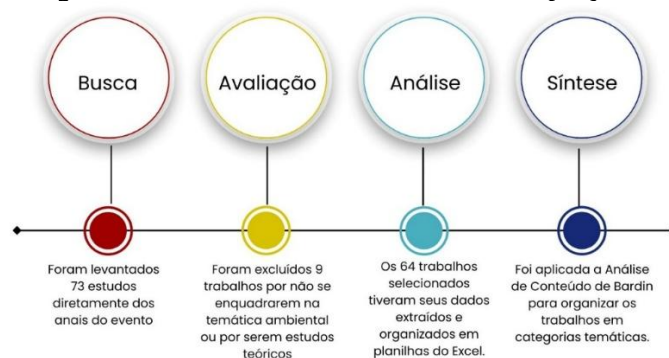 Busca
Avaliação
Análise
Síntese
Foram levantados
73 estudos
diretamente dos
anais do evento
Foram excluídos 9
trabalhos por não se
enquadrarem na
temática ambiental
ou por serem estudos
teóricos
Os 64 trabalhos
selecionados
tiveram seus dados
extraídos e
organizados em
planilhas do Excel.
Foi aplicada a Análise
de Conteúdo de Bardin
para organizar os
trabalhos em
categorias temáticas.